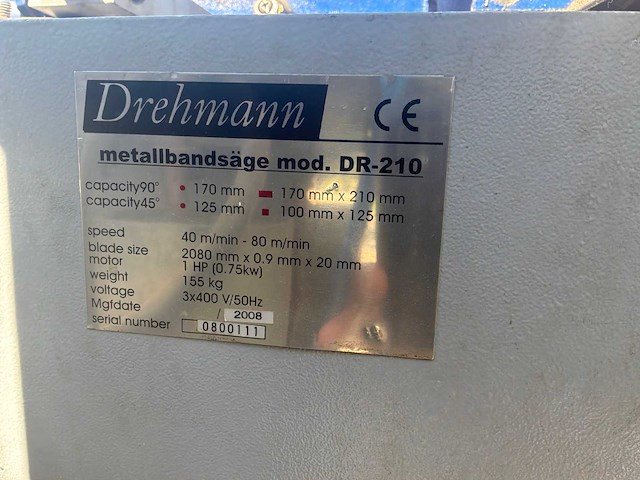 Drehmann CE
metallbandsäge mod. DR-210
capacity90° • 170 mm ▬ 170 mm x 210 mm
capacity45° • 125 mm ■ 100 mm x 125 mm
speed 40 m/min - 80 m/min
blade size 2080 mm x 0.9 mm x 20 mm
motor 1 HP (0.75kw)
weight 155 kg
voltage 3x400 V/50Hz
Mgfdate / 2008
serial number 0800111